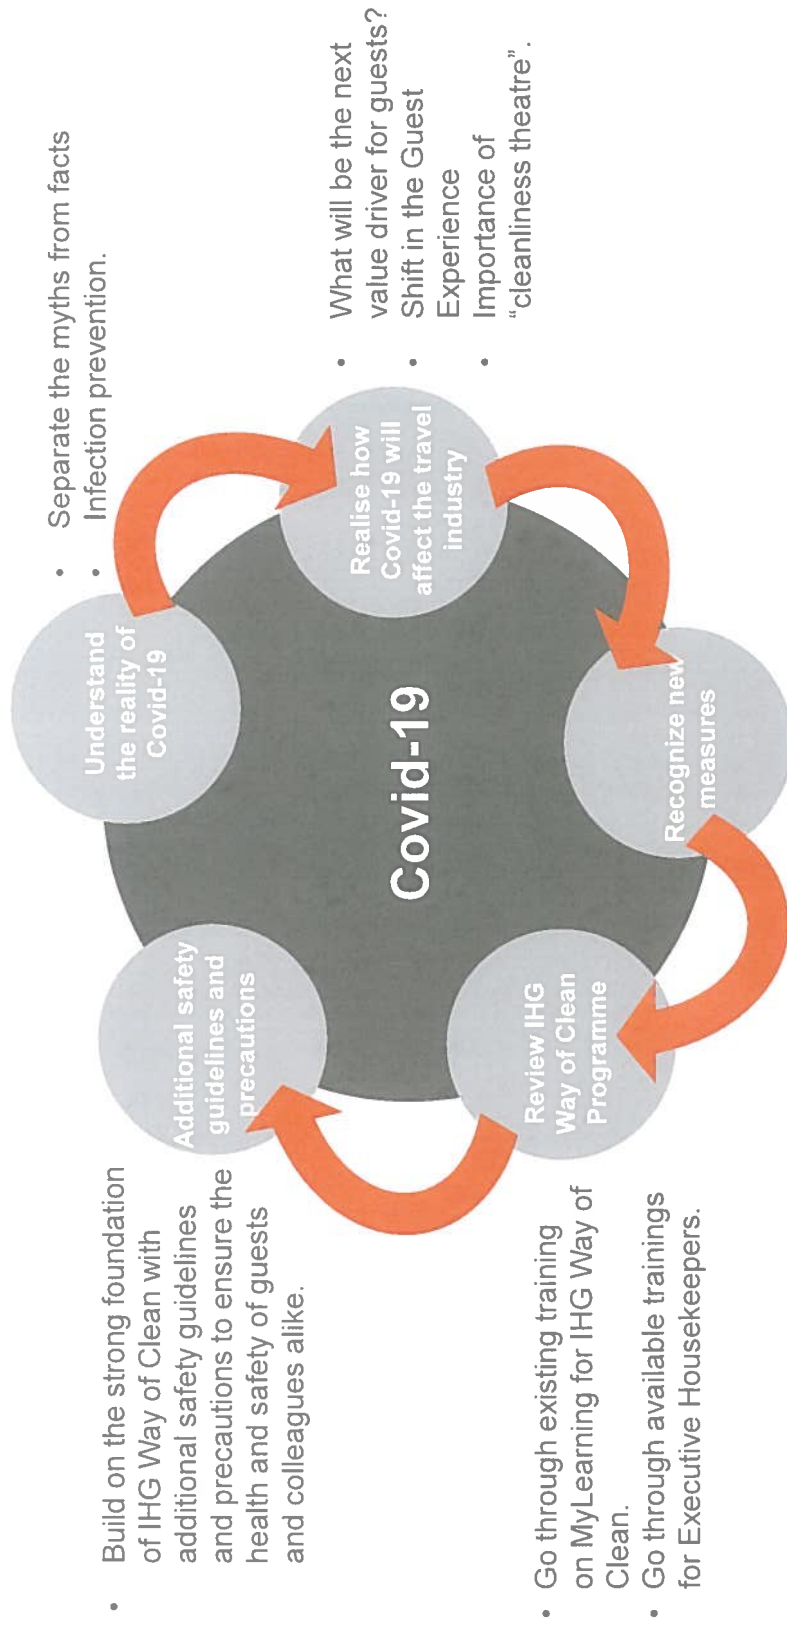 Covid-19
Understand
the reality of
Covid-19
• Separate the myths from facts
• Infection prevention.
Realise how
Covid-19 will
affect the travel
industry
• What will be the next
value driver for guests?
• Shift in the Guest
Experience
• Importance of
“cleanliness theatre”.
Recognize new
measures
Review IHG
Way of Clean
Programme
• Go through existing training
on MyLearning for IHG Way of
Clean.
• Go through available trainings
for Executive Housekeepers.
Additional safety
guidelines and
precautions
• Build on the strong foundation
of IHG Way of Clean with
additional safety guidelines
and precautions to ensure the
health and safety of guests
and colleagues alike.